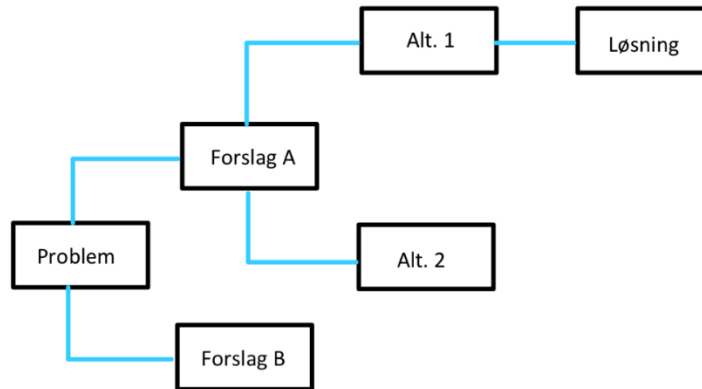 Alt. 1
Løsning
Forslag A
Problem
Alt. 2
Forslag B